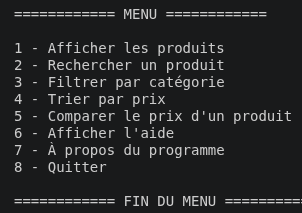 ============ MENU ============
1 - Afficher les produits
2 - Rechercher un produit
3 - Filtrer par catégorie
4 - Trier par prix
5 - Comparer le prix d'un produit
6 - Afficher l'aide
7 - À propos du programme
8 - Quitter
============ FIN DU MENU =========